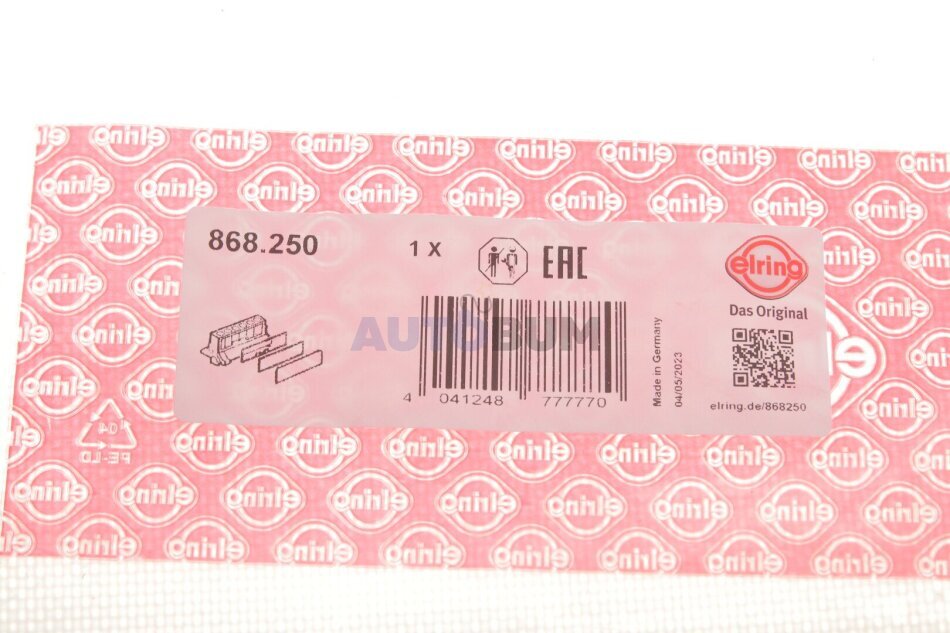 868.250
1 X
EAC
elring
Das Original
AUTOBUM
4 041248 777770
Made in Germany
04/05/2023
elring.de/868250
04
PE-LD